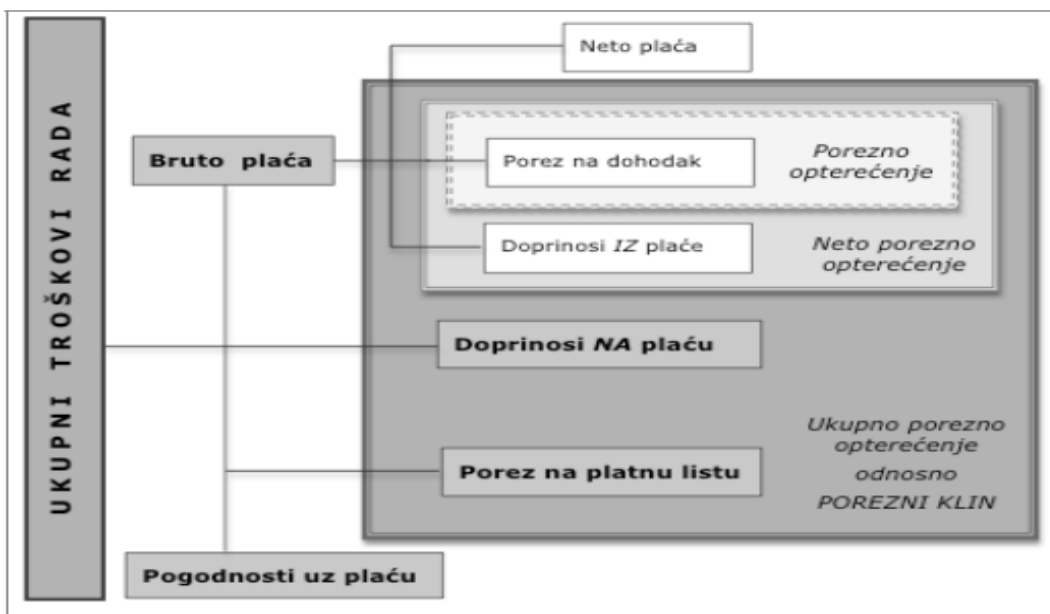 UKUPNI TROŠKOVI RADA
Neto plaća
Bruto plaća
Porez na dohodak
Porezno
opterećenje
Doprinosi IZ plaće
Neto porezno
opterećenje
Doprinosi NA plaću
Ukupno porezno
opterećenje
odnosno
POREZNI KLIN
Porez na platnu listu
Pogodnosti uz plaću